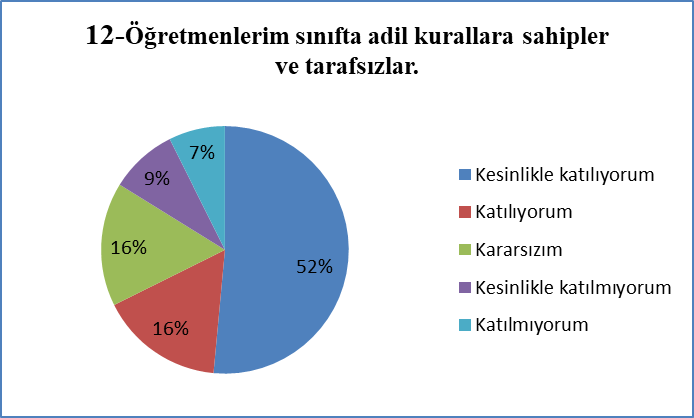 12-Öğretmenlerim sınıfta adil kurallara sahipler
ve tarafsızlar.
7%
9%
16%
16%
52%
Kesinlikle katılıyorum
Katılıyorum
Kararsızım
Kesinlikle katılmıyorum
Katılmıyorum